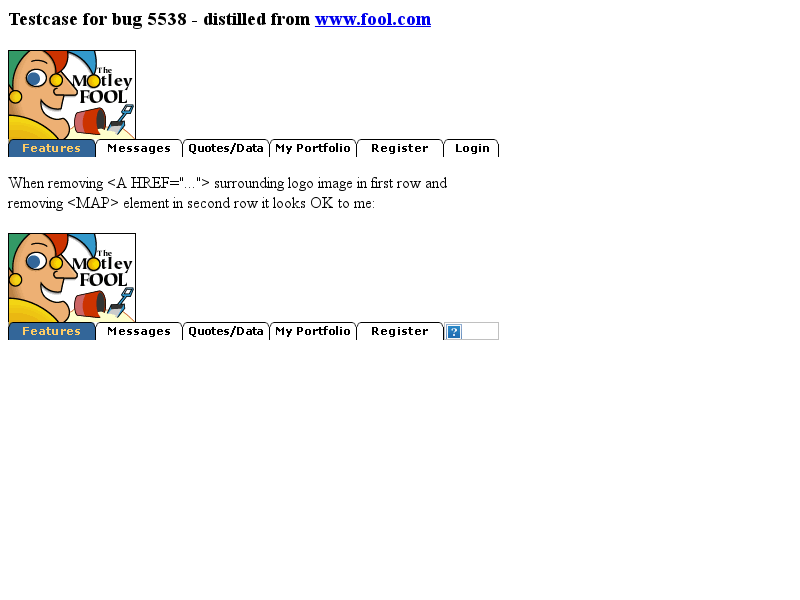 Testcase for bug 5538 - distilled from www.fool.com
The
Motley
FOOL
Features Messages Quotes/Data My Portfolio Register Login
When removing <A HREF="..."> surrounding logo image in first row and
removing <MAP> element in second row it looks OK to me:
The
Motley
FOOL
Features Messages Quotes/Data My Portfolio Register ?